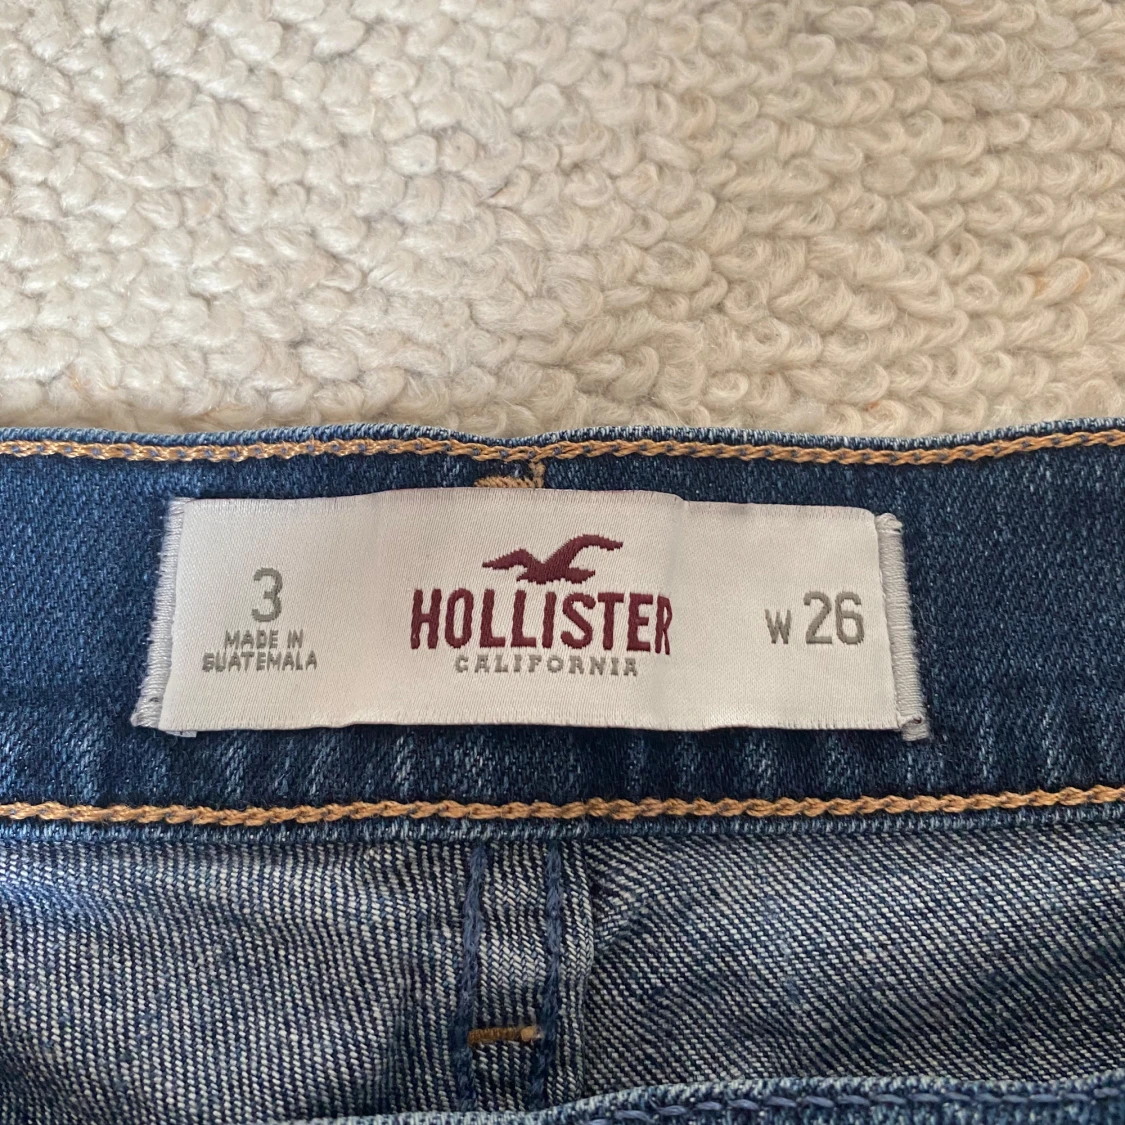 3
MADE IN
GUATEMALA
HOLLISTER
CALIFORNIA
W 26